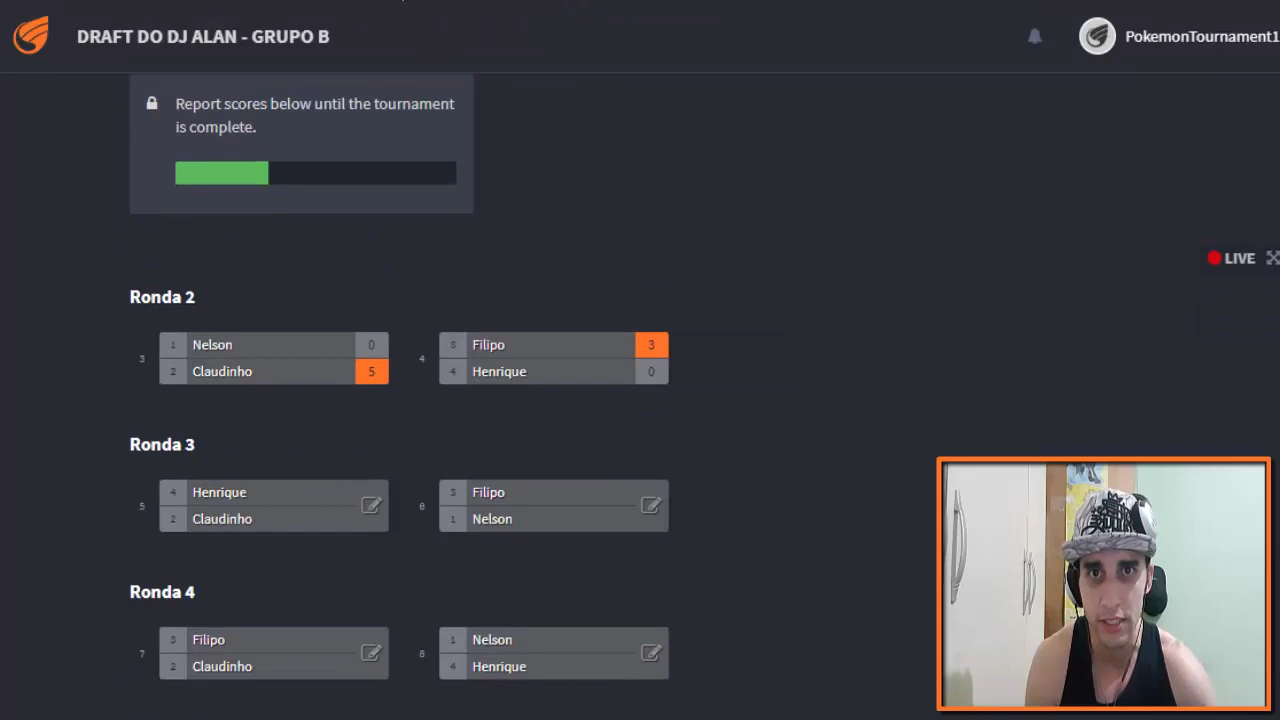 DRAFT DO DJ ALAN - GRUPO B
PokemonTournament1
Report scores below until the tournament
is complete.
LIVE
Ronda 2
3
1 Nelson 0
2 Claudinho 5
4
3 Filipo 3
4 Henrique 0
Ronda 3
5
4 Henrique
2 Claudinho
6
3 Filipo
1 Nelson
Ronda 4
7
3 Filipo
2 Claudinho
8
1 Nelson
4 Henrique